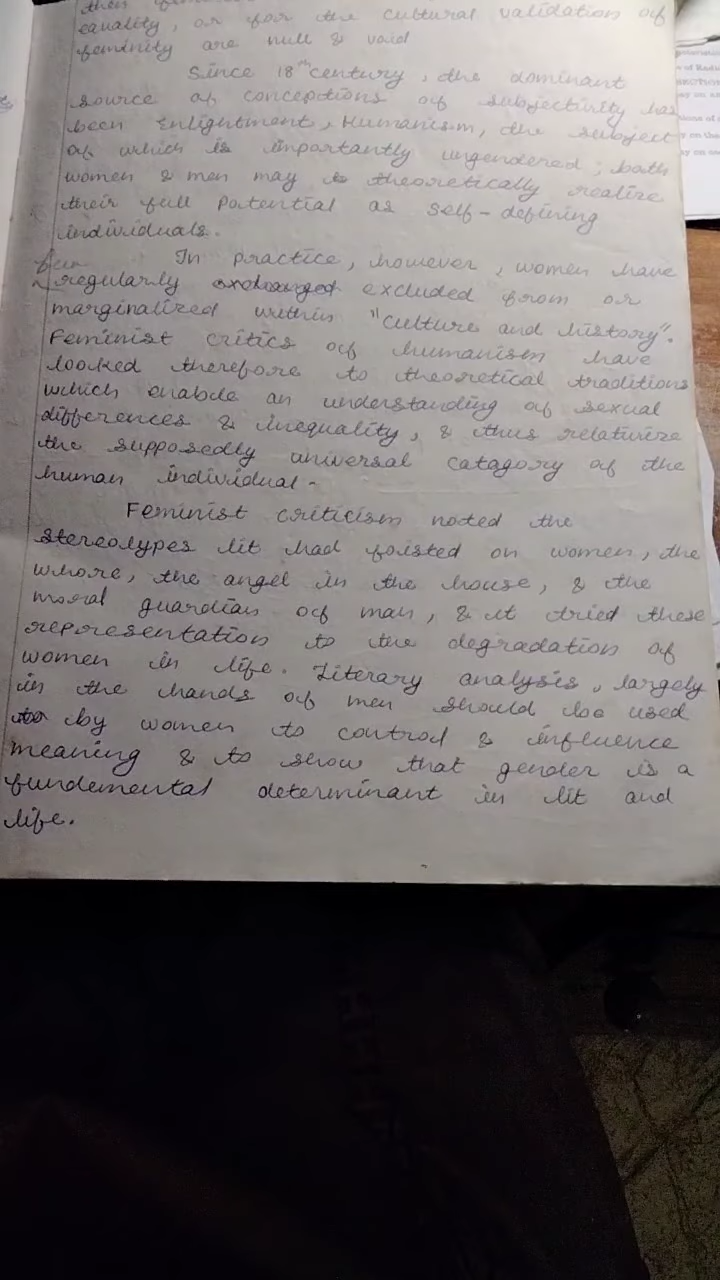 their
equality, or for the cultural validation of
feminity are null & void
Since 18th century, the dominant
source of conceptions of subjectivity has
been Enlightment, Humanism, the subject
of which is importantly ungendered; both
women & men may to theoretically realize
their full potential as self-defining
individuals.
In practice, however, women have
regularly exchanged excluded from or
marginalized within "culture and history".
Feminist critics of humanism have
looked therefore to theoretical traditions
which enable an understanding of sexual
differences & inequality, & thus relativize
the supposedly universal catagory of the
human individual-
Feminist criticism noted the
stereotypes lit had foisted on women, the
whore, the angel in the house, & the
moral guardian of man, & it tried these
representation to the degradation of
women in life. Literary analysis, largely
in the hands of men should be used
by women to control & influence
meaning & to show that gender is a
fundemental determinant in lit and
life.